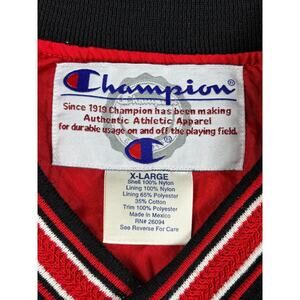 Champion®
Since 1919 Champion has been making
Authentic Athletic Apparel
for durable usage on and off the playing field.
X-LARGE
Shell 100% Nylon
Lining 100% Nylon
Lining 65% Polyester
35% Cotton
Trim 100% Polyester
Made in Mexico
RN# 26094
See Reverse For Care